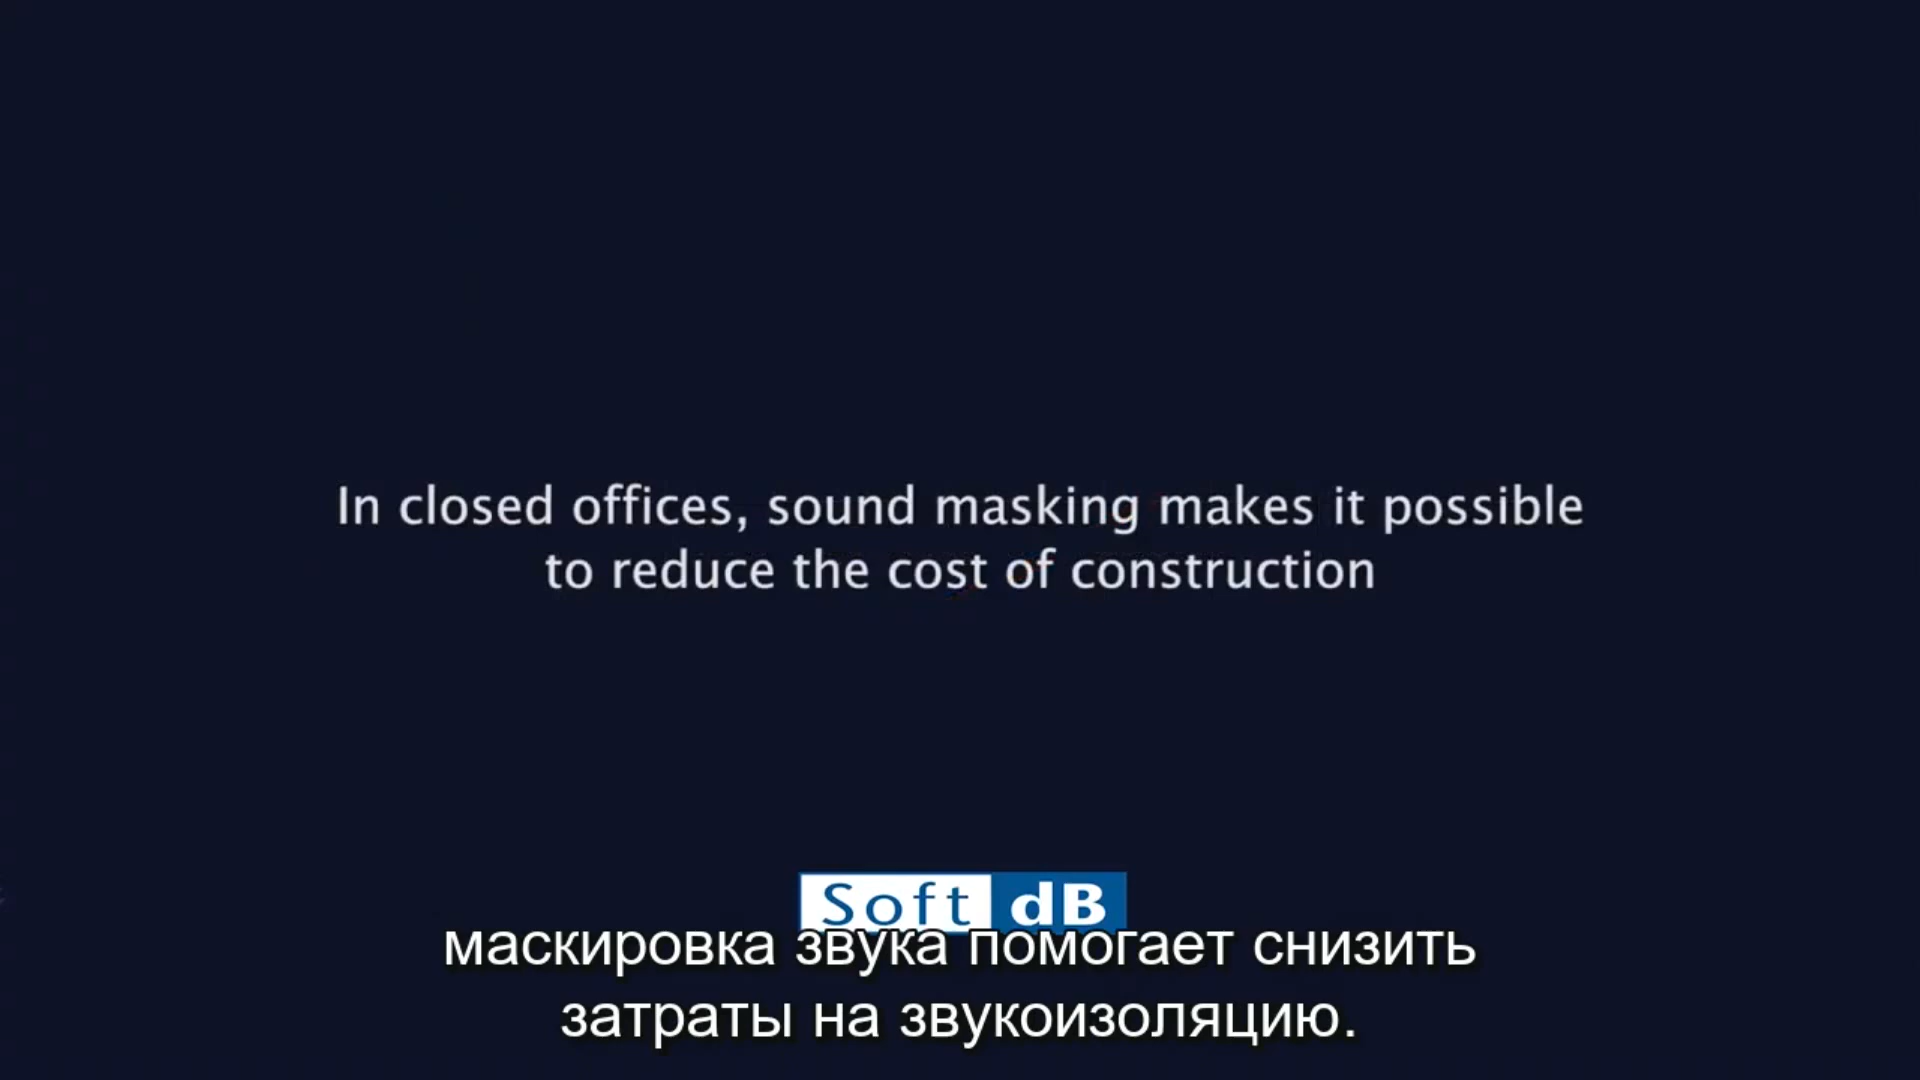 In closed offices, sound masking makes it possible
to reduce the cost of construction
Soft dB
маскировка звука помогает снизить
затраты на звукоизоляцию.